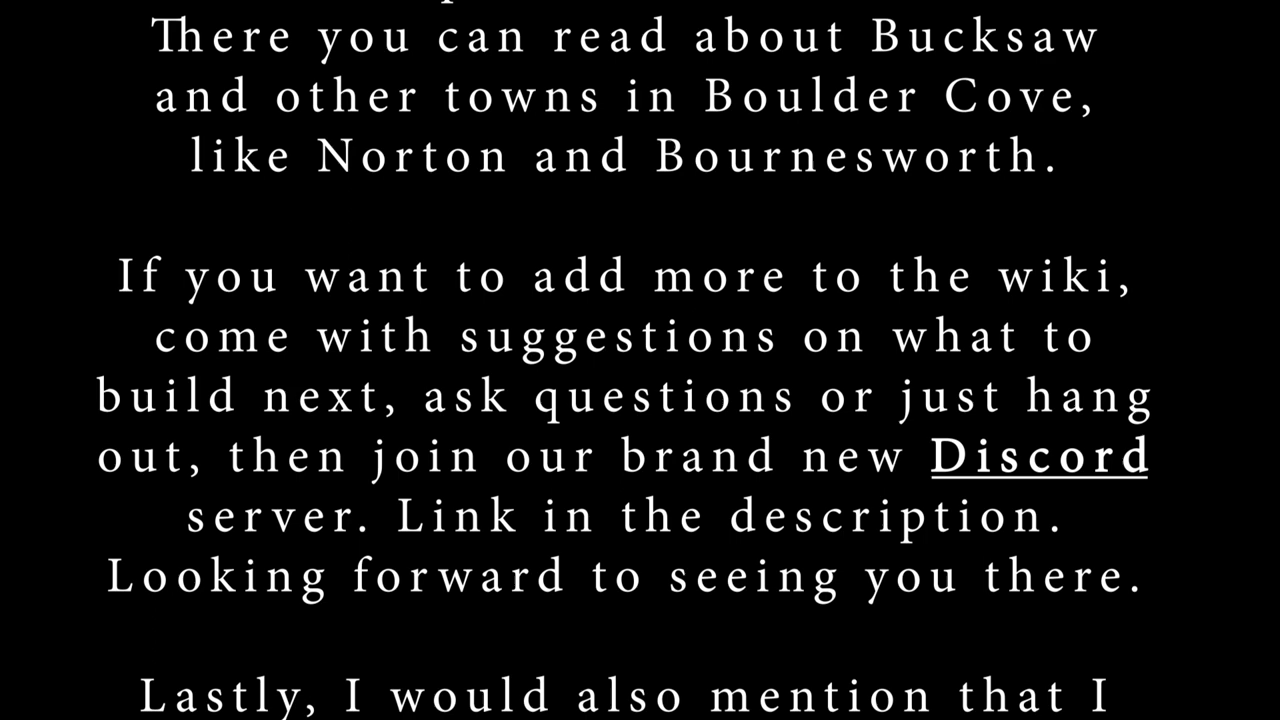 There you can read about Bucksaw
and other towns in Boulder Cove,
like Norton and Bournesworth.
If you want to add more to the wiki,
come with suggestions on what to
build next, ask questions or just hang
out, then join our brand new Discord
server. Link in the description.
Looking forward to seeing you there.
Lastly, I would also mention that I